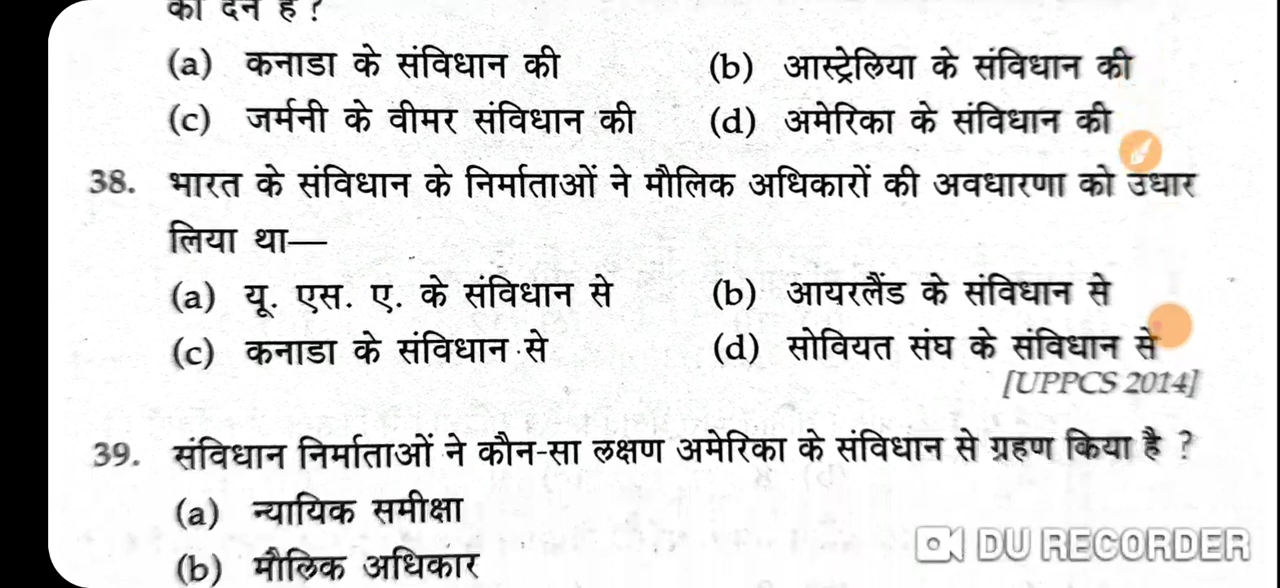 की देन है ?
(a) कनाडा के संविधान की (b) आस्ट्रेलिया के संविधान की
(c) जर्मनी के वीमर संविधान की (d) अमेरिका के संविधान की
38. भारत के संविधान के निर्माताओं ने मौलिक अधिकारों की अवधारणा को उधार
लिया था—
(a) यू. एस. ए. के संविधान से (b) आयरलैंड के संविधान से
(c) कनाडा के संविधान से (d) सोवियत संघ के संविधान से
[UPPCS 2014]
39. संविधान निर्माताओं ने कौन-सा लक्षण अमेरिका के संविधान से ग्रहण किया है ?
(a) न्यायिक समीक्षा
(b) मौलिक अधिकार
DU RECORDER